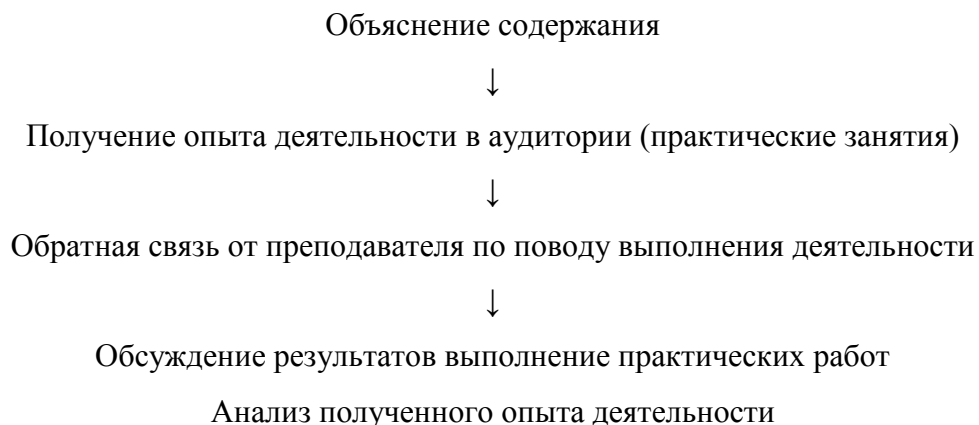 Объяснение содержания
↓
Получение опыта деятельности в аудитории (практические занятия)
↓
Обратная связь от преподавателя по поводу выполнения деятельности
↓
Обсуждение результатов выполнение практических работ
Анализ полученного опыта деятельности